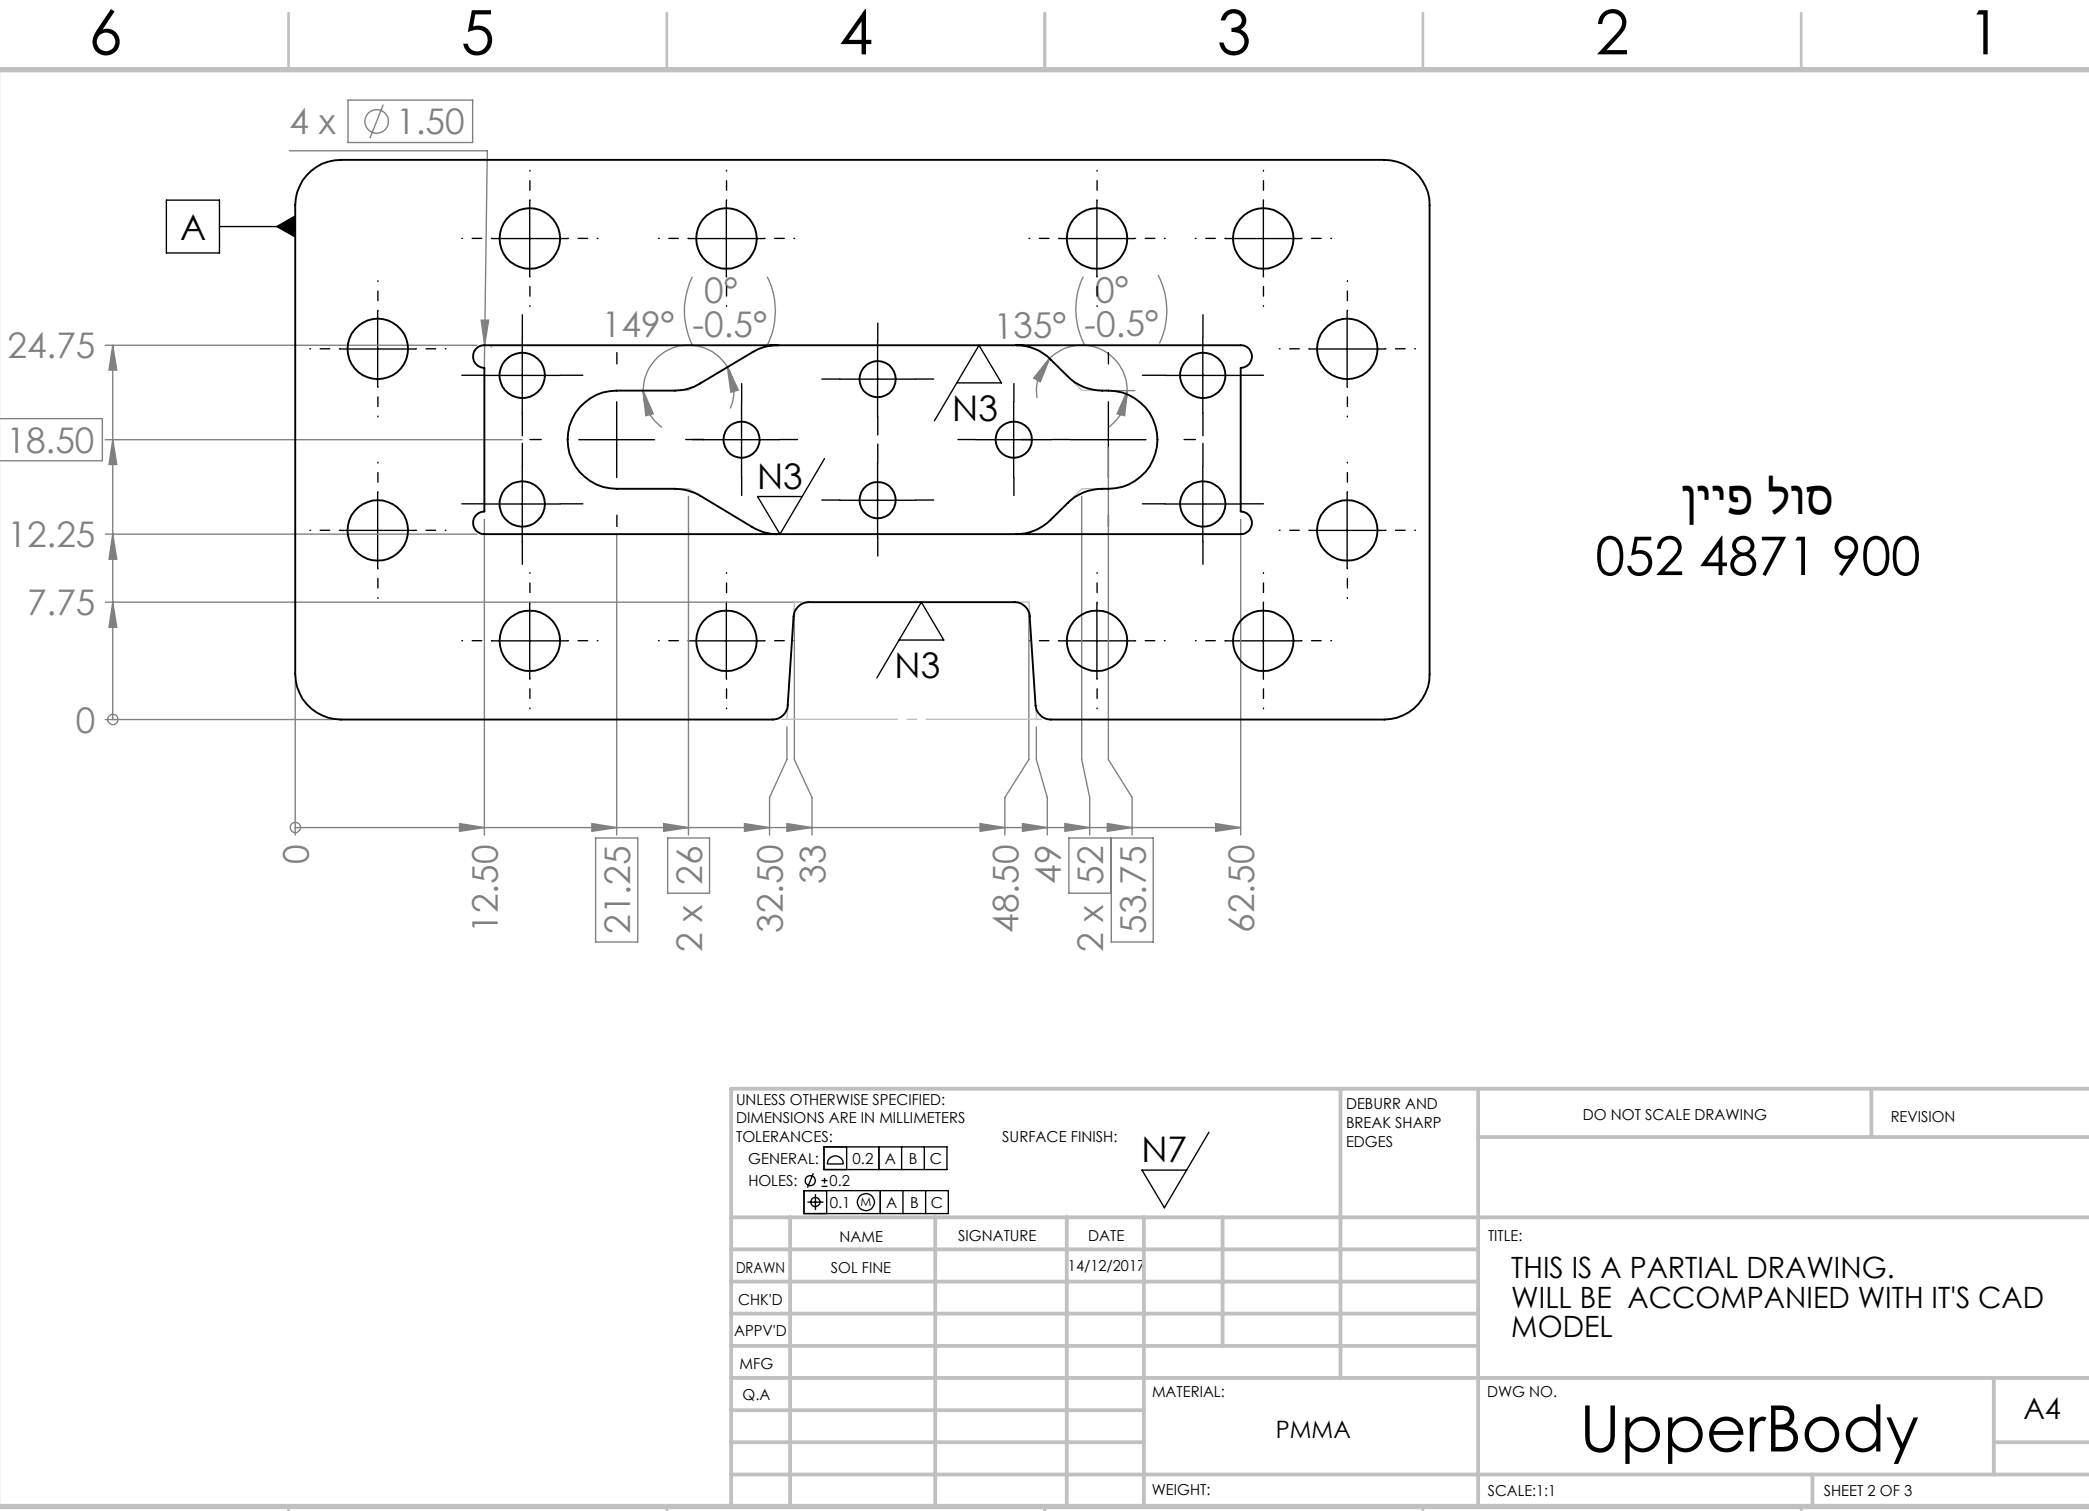 6 5 4 3 2 1
4 x ∅ 1.50
A
149° ( 0° -0.5° )
135° ( 0° -0.5° )
24.75
N3
18.50
N3
סול פיין
12.25
052 4871 900
7.75
N3
0
0 12.50 21.25 2 x 26 32.50 33 48.50 49 2 x 52 53.75 62.50
UNLESS OTHERWISE SPECIFIED:
DIMENSIONS ARE IN MILLIMETERS
TOLERANCES:
GENERAL: ⌓ 0.2 A B C
HOLES: ∅ ±0.2
⌖ 0.1 Ⓜ A B C
SURFACE FINISH: N7
DEBURR AND
BREAK SHARP
EDGES
DO NOT SCALE DRAWING
REVISION
NAME SIGNATURE DATE
DRAWN SOL FINE 14/12/2017
CHK'D
APPV'D
MFG
Q.A
TITLE:
THIS IS A PARTIAL DRAWING.
WILL BE ACCOMPANIED WITH IT'S CAD
MODEL
MATERIAL:
PMMA
DWG NO.
UpperBody
A4
WEIGHT:
SCALE:1:1
SHEET 2 OF 3